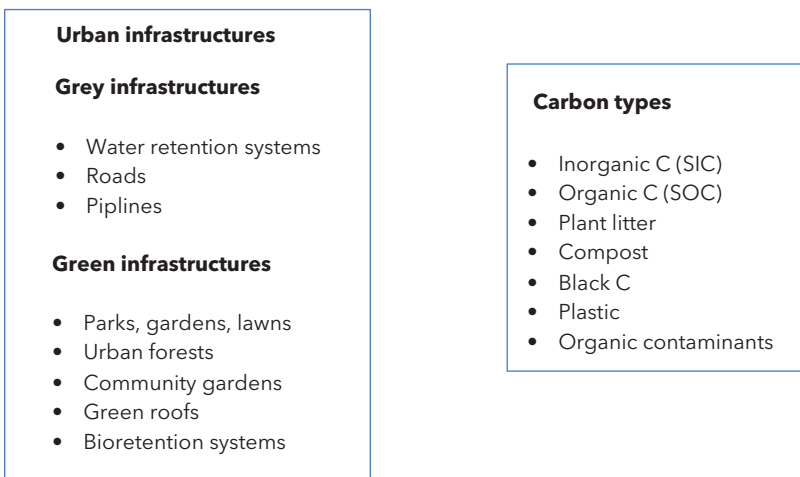 Urban infrastructures
Grey infrastructures
• Water retention systems
• Roads
• Piplines
Green infrastructures
• Parks, gardens, lawns
• Urban forests
• Community gardens
• Green roofs
• Bioretention systems
Carbon types
• Inorganic C (SIC)
• Organic C (SOC)
• Plant litter
• Compost
• Black C
• Plastic
• Organic contaminants